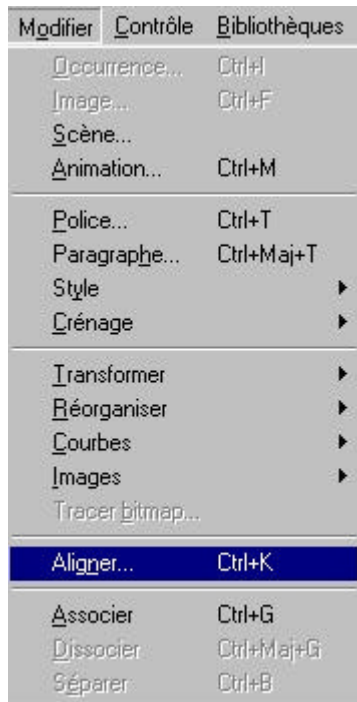 Modifier Contrôle Bibliothèques
Occurrence... Ctrl+I
Image... Ctrl+F
Scène...
Animation... Ctrl+M
Police... Ctrl+T
Paragraphe... Ctrl+Maj+T
Style
Crénage
Transformer
Réorganiser
Courbes
Images
Tracer bitmap...
Aligner... Ctrl+K
Associer Ctrl+G
Dissocier Ctrl+Maj+G
Séparer Ctrl+B